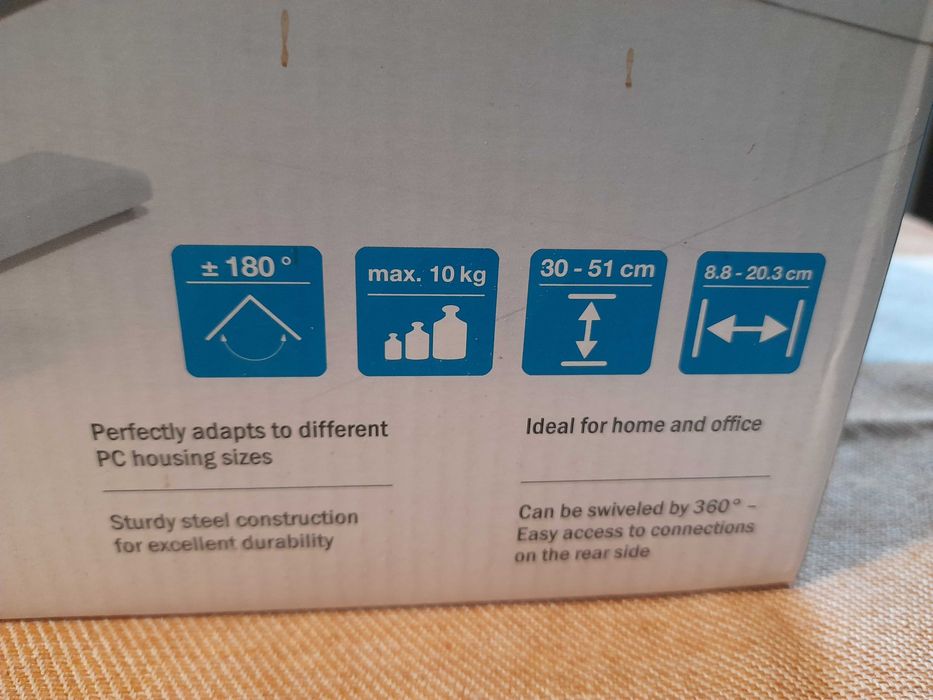 ± 180 °
max. 10 kg
30 - 51 cm
8.8 - 20.3 cm
Perfectly adapts to different
PC housing sizes
Ideal for home and office
Sturdy steel construction
for excellent durability
Can be swiveled by 360° –
Easy access to connections
on the rear side